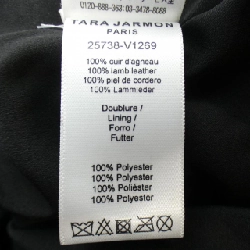 TARA JARMON
PARIS
25738-V1269
100% cuir d'agneau
100% lamb leather
100% piel de cordero
100% Lammleder
Doublure /
Lining /
Forro /
Futter
100% Polyester
100% Polyester
100% Poliéster
100% Polyester